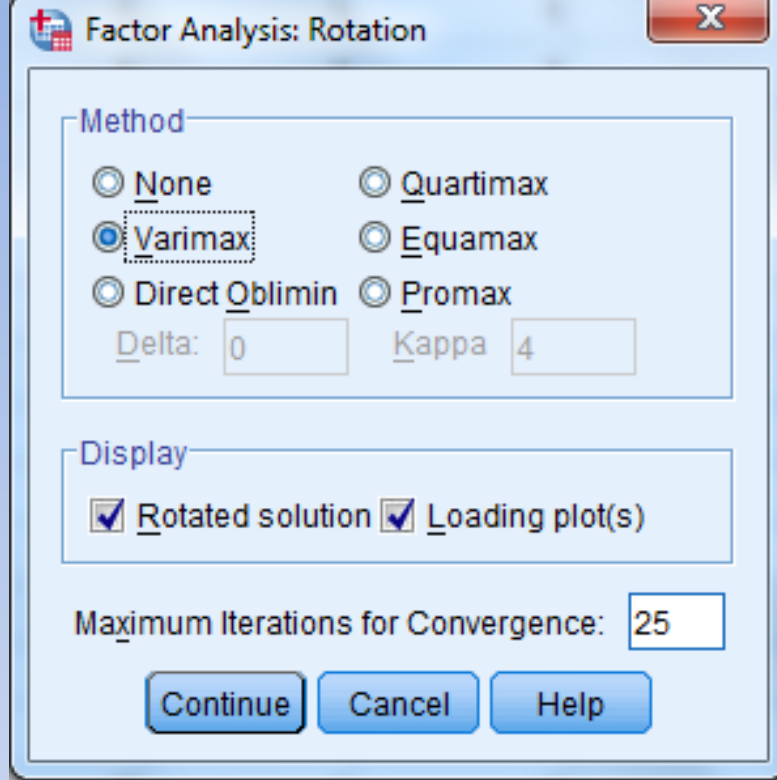 Factor Analysis: Rotation
Method
None Quartimax
Varimax Equamax
Direct Oblimin Promax
Delta: 0 Kappa 4
Display
Rotated solution Loading plot(s)
Maximum Iterations for Convergence: 25
Continue Cancel Help